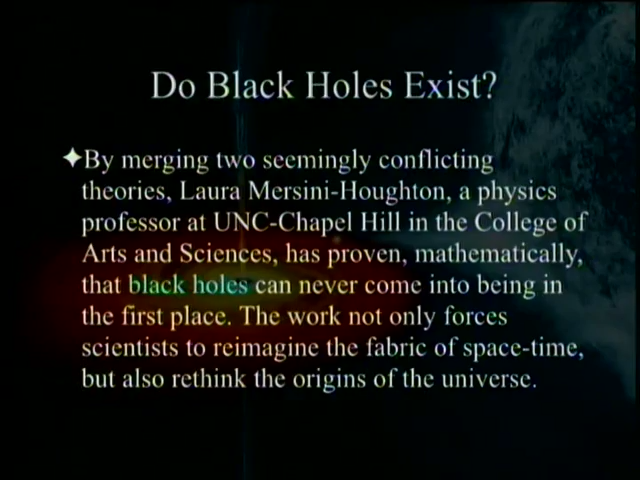 Do Black Holes Exist?
✦By merging two seemingly conflicting
theories, Laura Mersini-Houghton, a physics
professor at UNC-Chapel Hill in the College of
Arts and Sciences, has proven, mathematically,
that black holes can never come into being in
the first place. The work not only forces
scientists to reimagine the fabric of space-time,
but also rethink the origins of the universe.